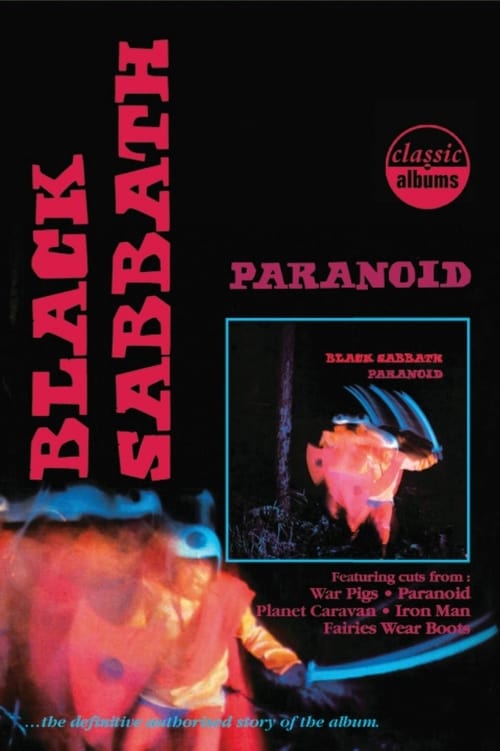 BLACK
SABBATH
classic
albums
PARANOID
BLACK SABBATH
PARANOID
Featuring cuts from :
War Pigs • Paranoid
Planet Caravan • Iron Man
Fairies Wear Boots
...the definitive authorised story of the album.